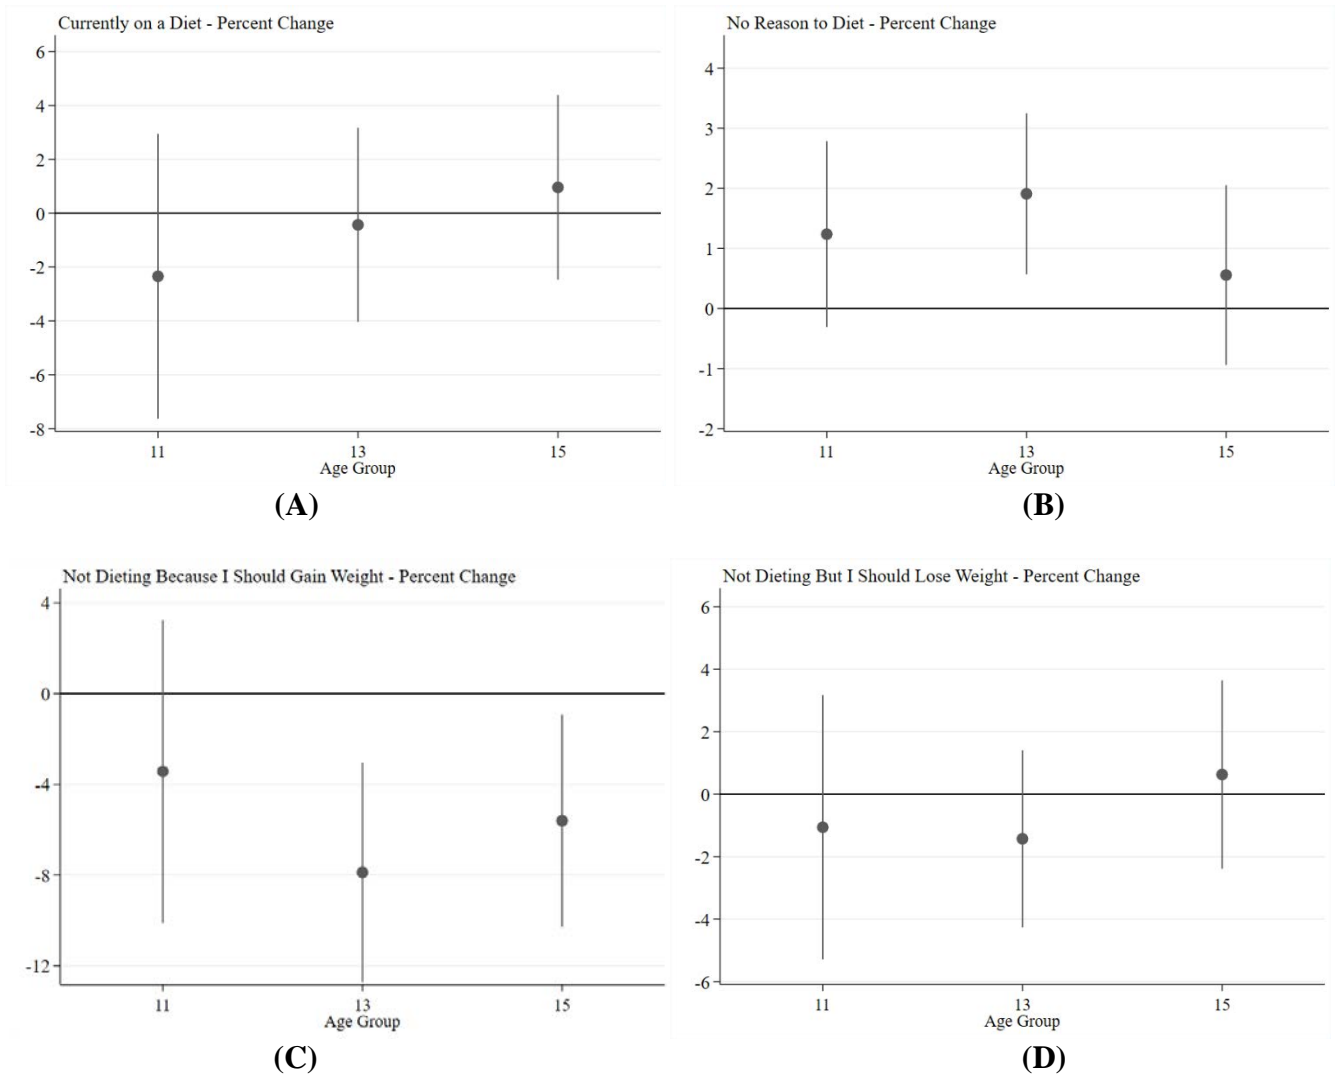 Currently on a Diet - Percent Change
6
4
2
0
-2
-4
-6
-8
11 13 15
Age Group
(A)
No Reason to Diet - Percent Change
4
3
2
1
0
-1
-2
11 13 15
Age Group
(B)
Not Dieting Because I Should Gain Weight - Percent Change
4
0
-4
-8
-12
11 13 15
Age Group
(C)
Not Dieting But I Should Lose Weight - Percent Change
6
4
2
0
-2
-4
-6
11 13 15
Age Group
(D)